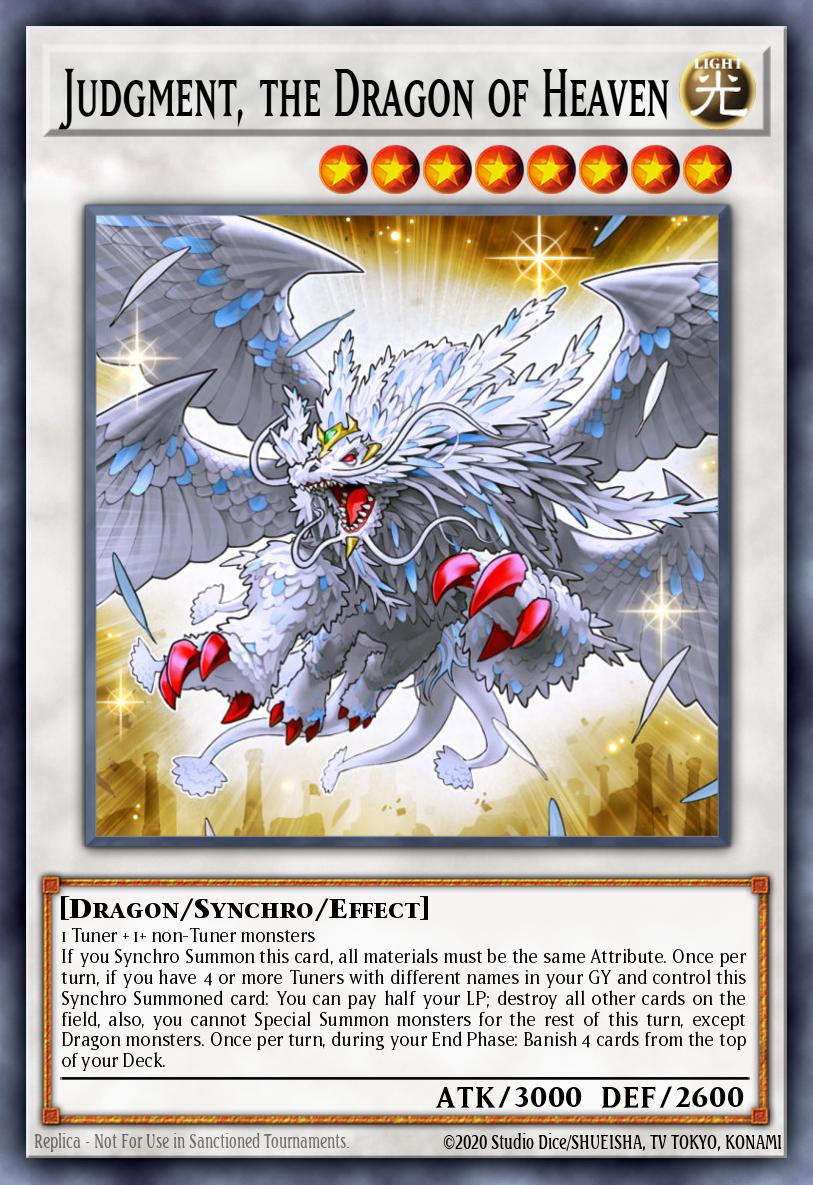 JUDGMENT, THE DRAGON OF HEAVEN
LIGHT
光
[DRAGON/SYNCHRO/EFFECT]
1 Tuner + 1+ non-Tuner monsters
If you Synchro Summon this card, all materials must be the same Attribute. Once per
turn, if you have 4 or more Tuners with different names in your GY and control this
Synchro Summoned card: You can pay half your LP; destroy all other cards on the
field, also, you cannot Special Summon monsters for the rest of this turn, except
Dragon monsters. Once per turn, during your End Phase: Banish 4 cards from the top
of your Deck.
ATK/3000 DEF/2600
Replica - Not For Use in Sanctioned Tournaments.
©2020 Studio Dice/SHUEISHA, TV TOKYO, KONAMI